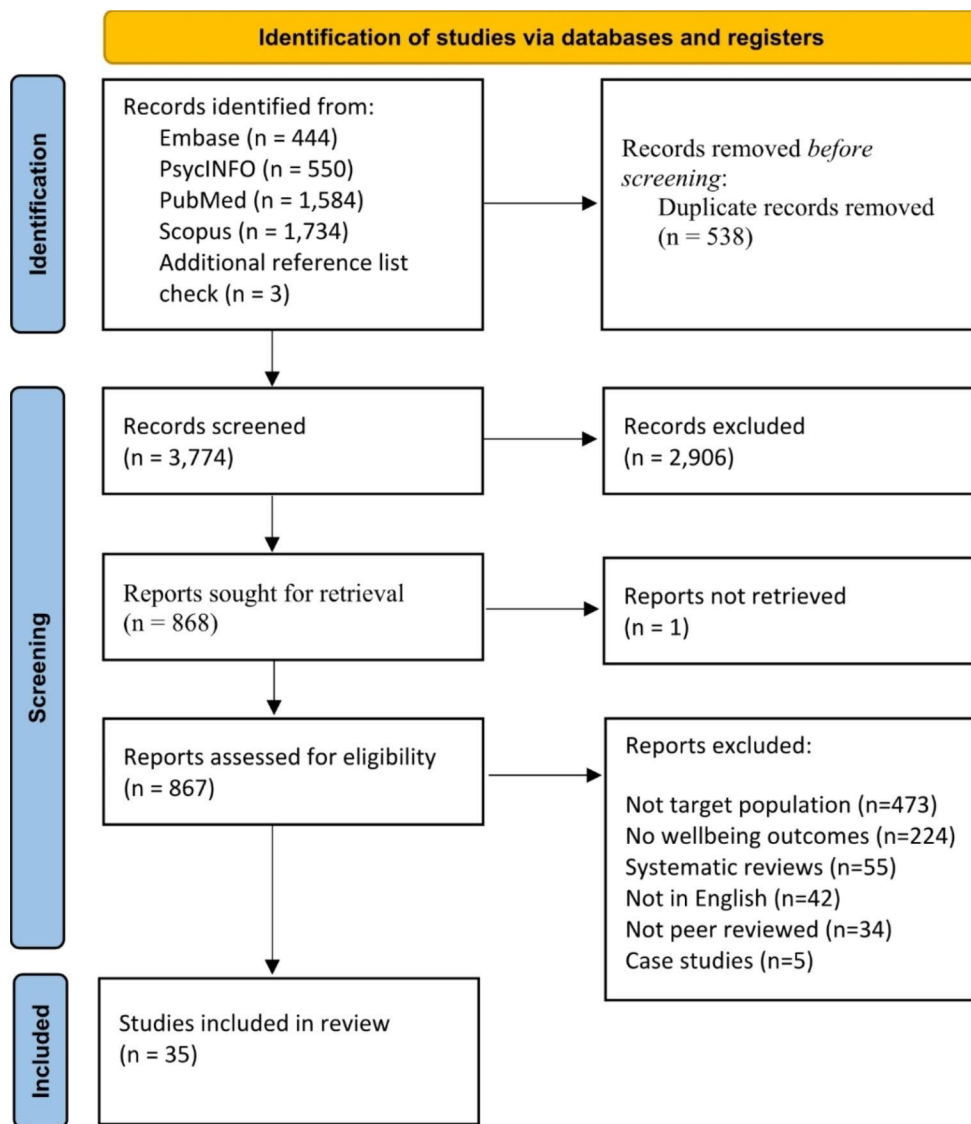 Identification of studies via databases and registers
Identification
Records identified from:
Embase (n = 444)
PsycINFO (n = 550)
PubMed (n = 1,584)
Scopus (n = 1,734)
Additional reference list
check (n = 3)
Records removed before
screening:
Duplicate records removed
(n = 538)
Screening
Records screened
(n = 3,774)
Records excluded
(n = 2,906)
Reports sought for retrieval
(n = 868)
Reports not retrieved
(n = 1)
Reports assessed for eligibility
(n = 867)
Reports excluded:
Not target population (n=473)
No wellbeing outcomes (n=224)
Systematic reviews (n=55)
Not in English (n=42)
Not peer reviewed (n=34)
Case studies (n=5)
Included
Studies included in review
(n = 35)